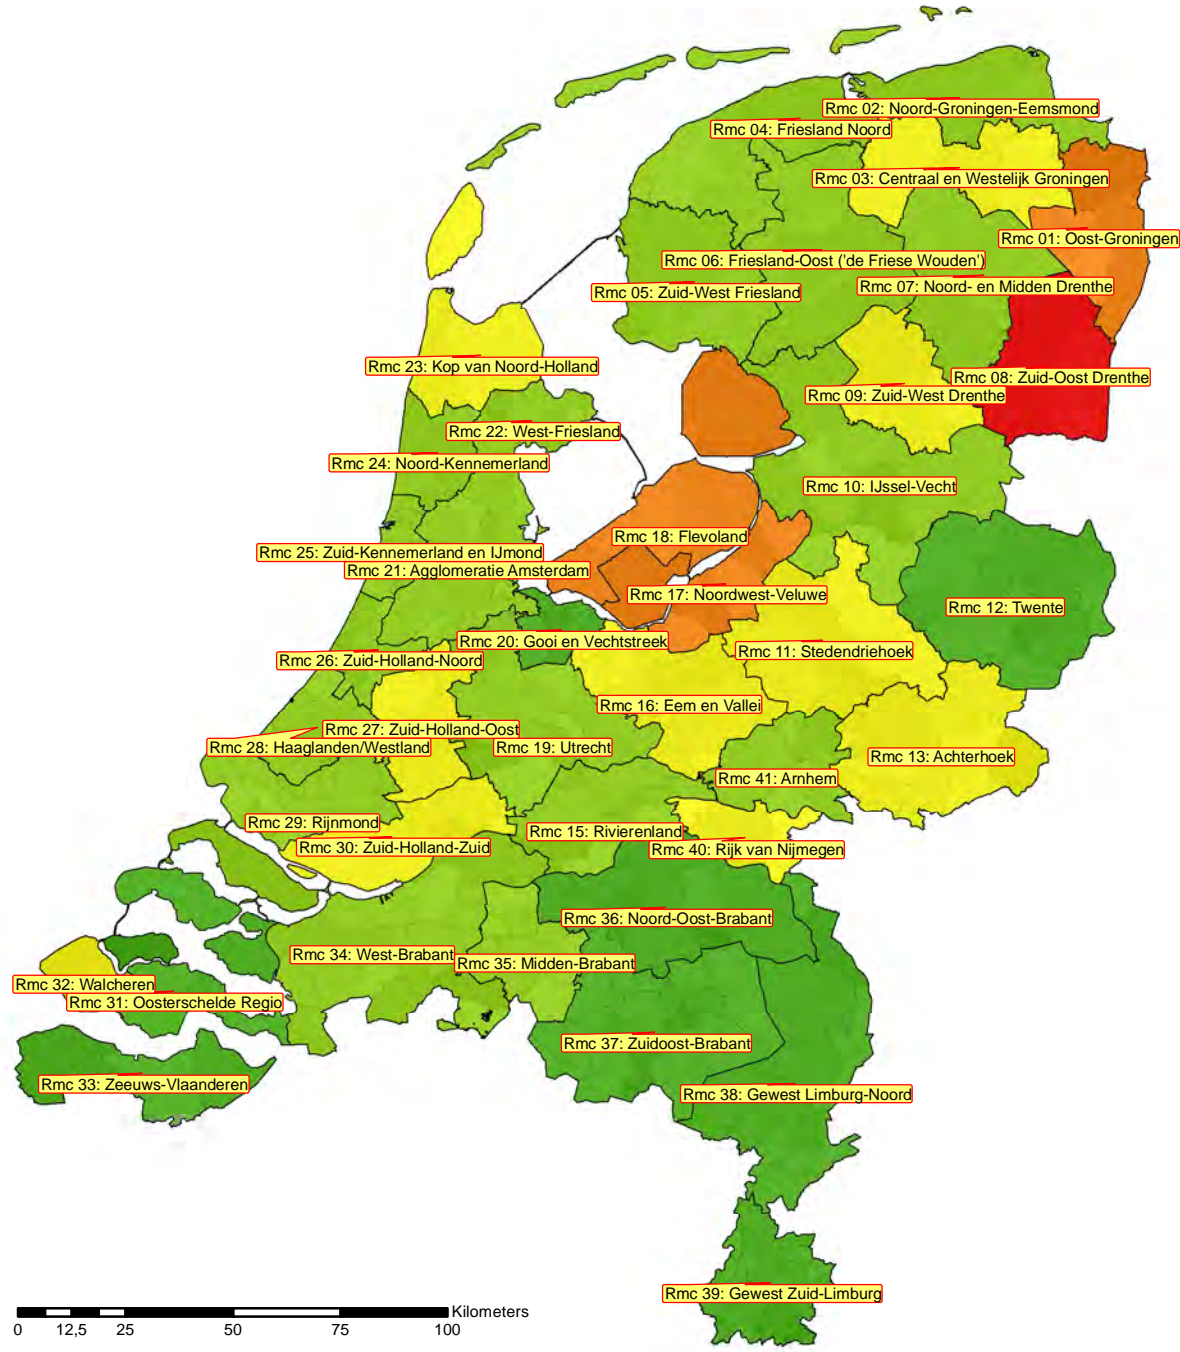 Rmc 02: Noord-Groningen-Eemsmond
Rmc 04: Friesland Noord
Rmc 03: Centraal en Westelijk Groningen
Rmc 01: Oost-Groningen
Rmc 06: Friesland-Oost ('de Friese Wouden')
Rmc 07: Noord- en Midden Drenthe
Rmc 05: Zuid-West Friesland
Rmc 23: Kop van Noord-Holland
Rmc 08: Zuid-Oost Drenthe
Rmc 09: Zuid-West Drenthe
Rmc 22: West-Friesland
Rmc 24: Noord-Kennemerland
Rmc 10: IJssel-Vecht
Rmc 18: Flevoland
Rmc 25: Zuid-Kennemerland en IJmond
Rmc 21: Agglomeratie Amsterdam
Rmc 17: Noordwest-Veluwe
Rmc 12: Twente
Rmc 20: Gooi en Vechtstreek
Rmc 11: Stedendriehoek
Rmc 26: Zuid-Holland-Noord
Rmc 16: Eem en Vallei
Rmc 27: Zuid-Holland-Oost
Rmc 28: Haaglanden/Westland
Rmc 19: Utrecht
Rmc 13: Achterhoek
Rmc 41: Arnhem
Rmc 29: Rijnmond
Rmc 15: Rivierenland
Rmc 30: Zuid-Holland-Zuid
Rmc 40: Rijk van Nijmegen
Rmc 36: Noord-Oost-Brabant
Rmc 34: West-Brabant
Rmc 35: Midden-Brabant
Rmc 32: Walcheren
Rmc 31: Oosterschelde Regio
Rmc 37: Zuidoost-Brabant
Rmc 33: Zeeuws-Vlaanderen
Rmc 38: Gewest Limburg-Noord
Rmc 39: Gewest Zuid-Limburg
Kilometers
0 12,5 25 50 75 100